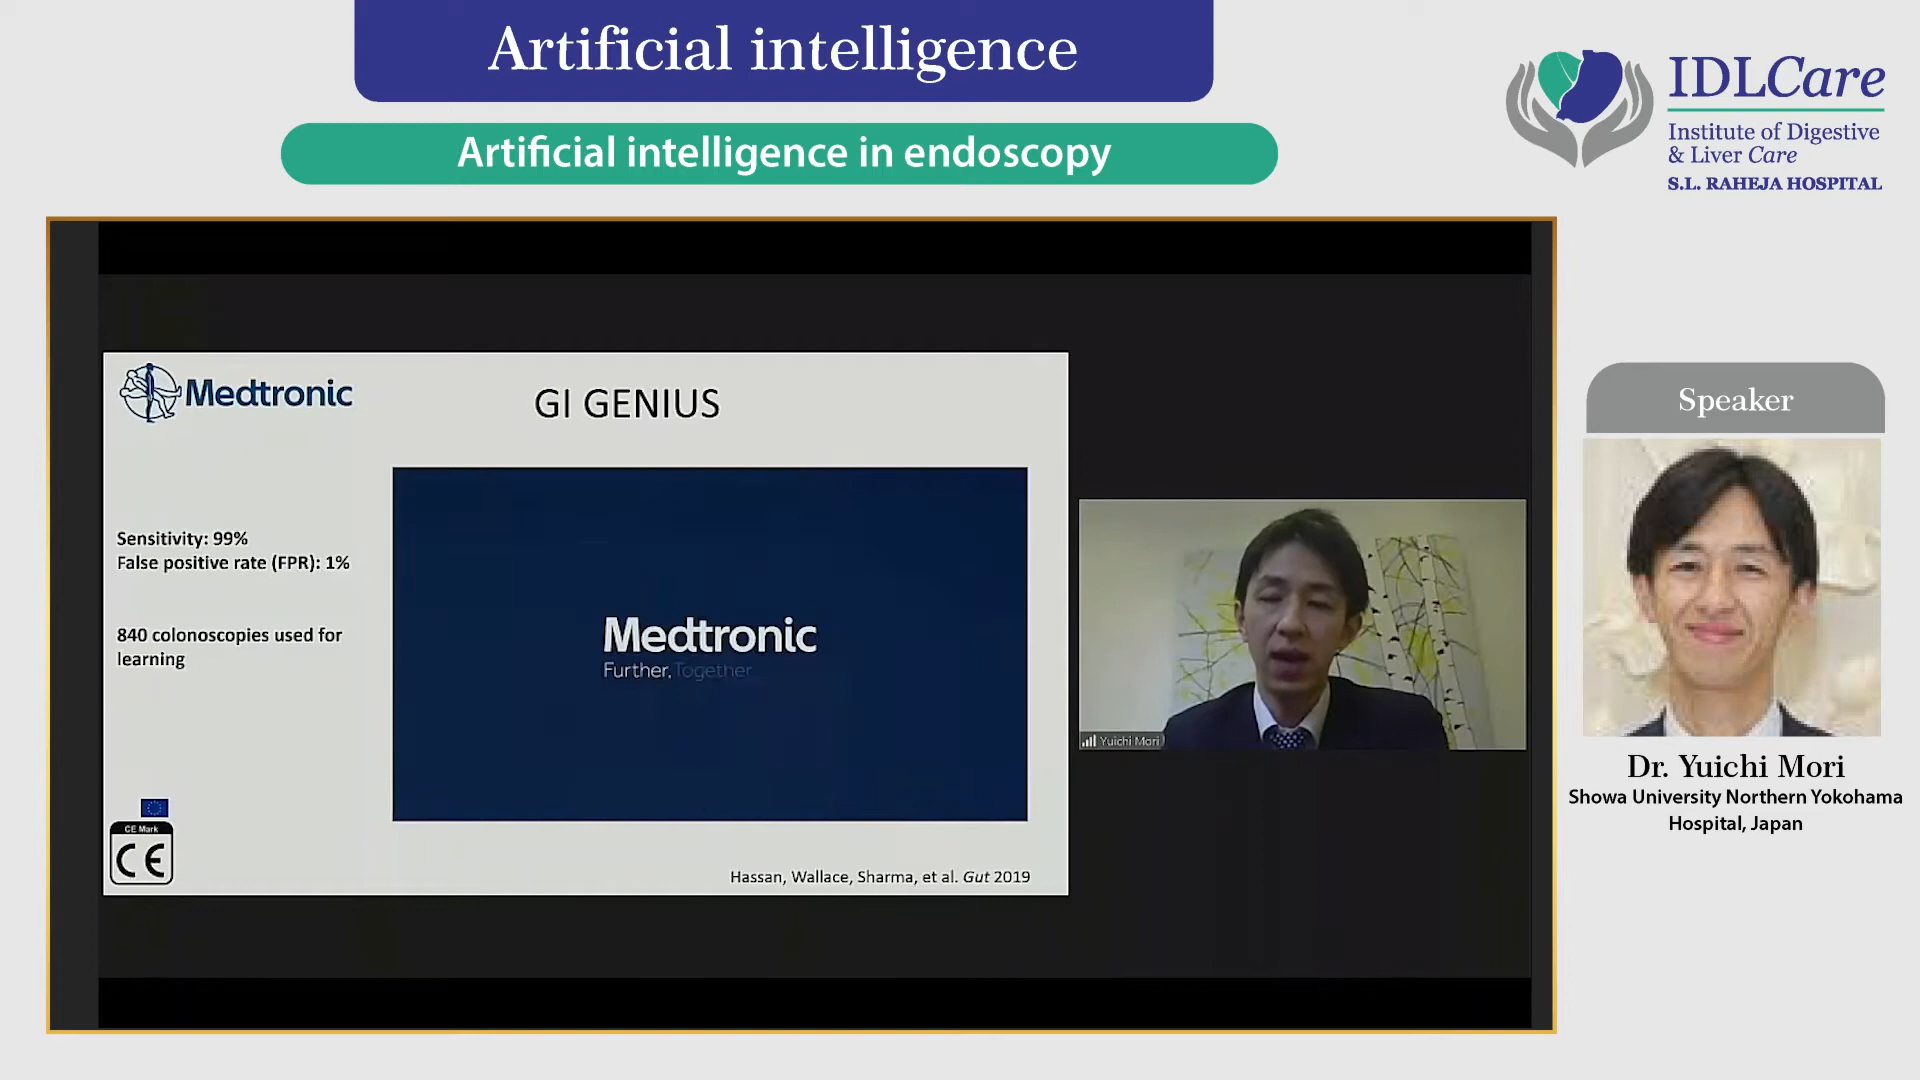 Artificial intelligence
Artificial intelligence in endoscopy
IDLCare
Institute of Digestive
& Liver Care
S.L. RAHEJA HOSPITAL
Medtronic
GI GENIUS
Sensitivity: 99%
False positive rate (FPR): 1%
840 colonoscopies used for
learning
Medtronic
Further, Together
CE Mark
CE
Hassan, Wallace, Sharma, et al. Gut 2019
Yuichi Mori
Speaker
Dr. Yuichi Mori
Showa University Northern Yokohama
Hospital, Japan